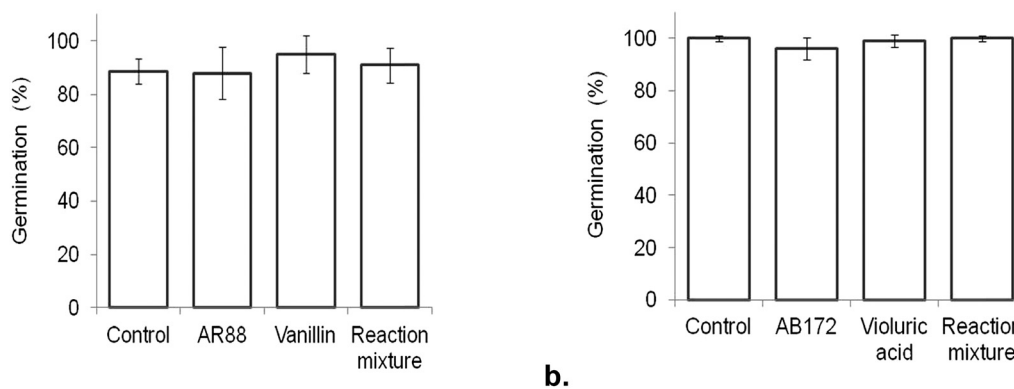 Germination (%)
100
80
60
40
20
0
Control
AR88
Vanillin
Reaction
mixture
b.
Germination (%)
100
80
60
40
20
0
Control
AB172
Violuric
acid
Reaction
mixture